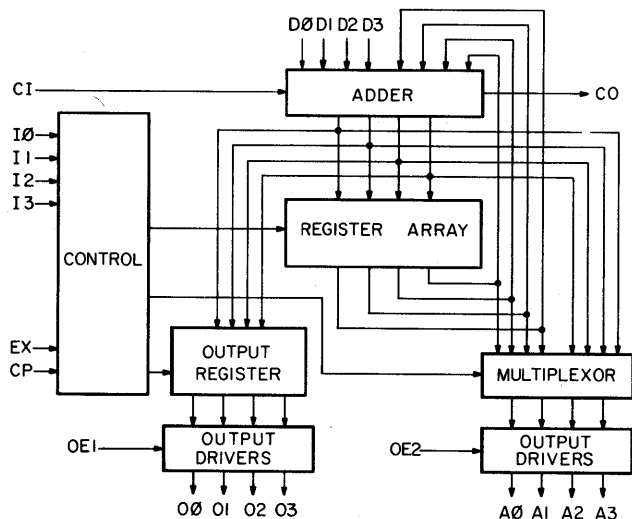 DØ D1 D2 D3
CI
ADDER
CO
IØ
I1
I2
I3
REGISTER ARRAY
CONTROL
EX
CP
OUTPUT
REGISTER
MULTIPLEXOR
OE1
OUTPUT
DRIVERS
OE2
OUTPUT
DRIVERS
OØ O1 O2 O3
AØ A1 A2 A3